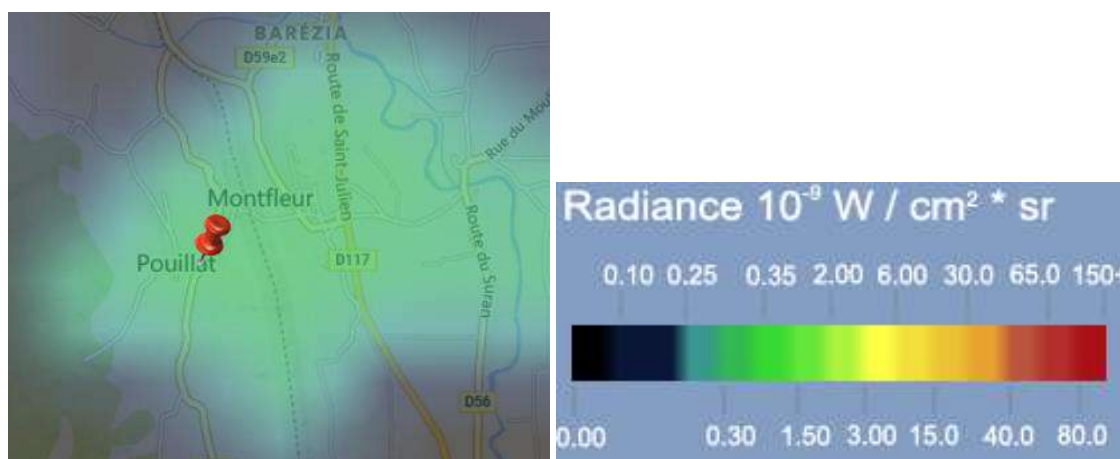 BARÉZIA
D59e2
Route de Saint-Julien
Rue du Moul
Montfleur
Pouillat
D117
Route du Suran
D56
Radiance 10⁻⁹ W / cm² * sr
0.10 0.25 0.35 2.00 6.00 30.0 65.0 150+
0.00 0.30 1.50 3.00 15.0 40.0 80.0